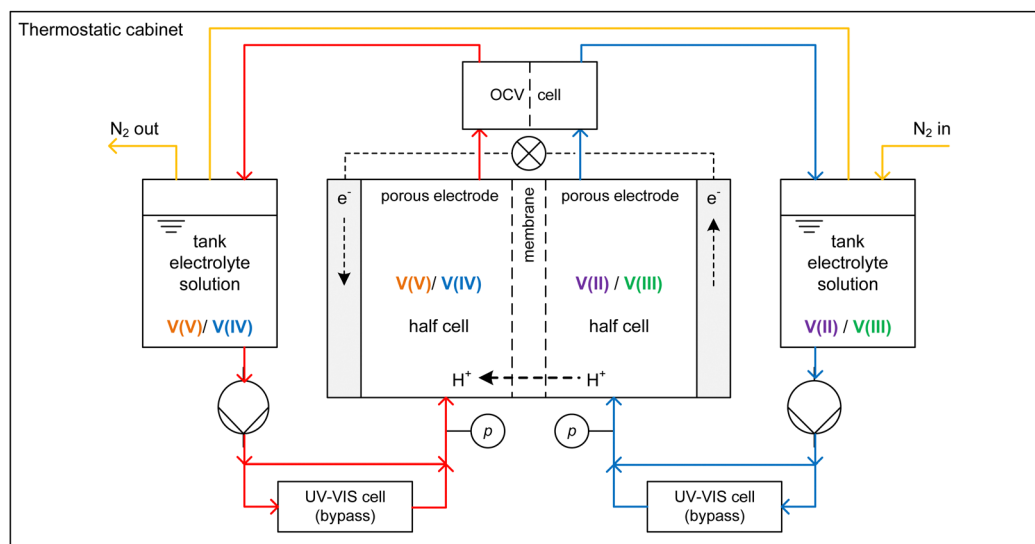 Thermostatic cabinet
OCV cell
N₂ out
N₂ in
e⁻
porous electrode
membrane
porous electrode
e⁻
tank
electrolyte
solution
V(V)/ V(IV)
V(V)/ V(IV)
half cell
V(II) / V(III)
half cell
tank
electrolyte
solution
V(II) / V(III)
H⁺
H⁺
p
p
UV-VIS cell
(bypass)
UV-VIS cell
(bypass)